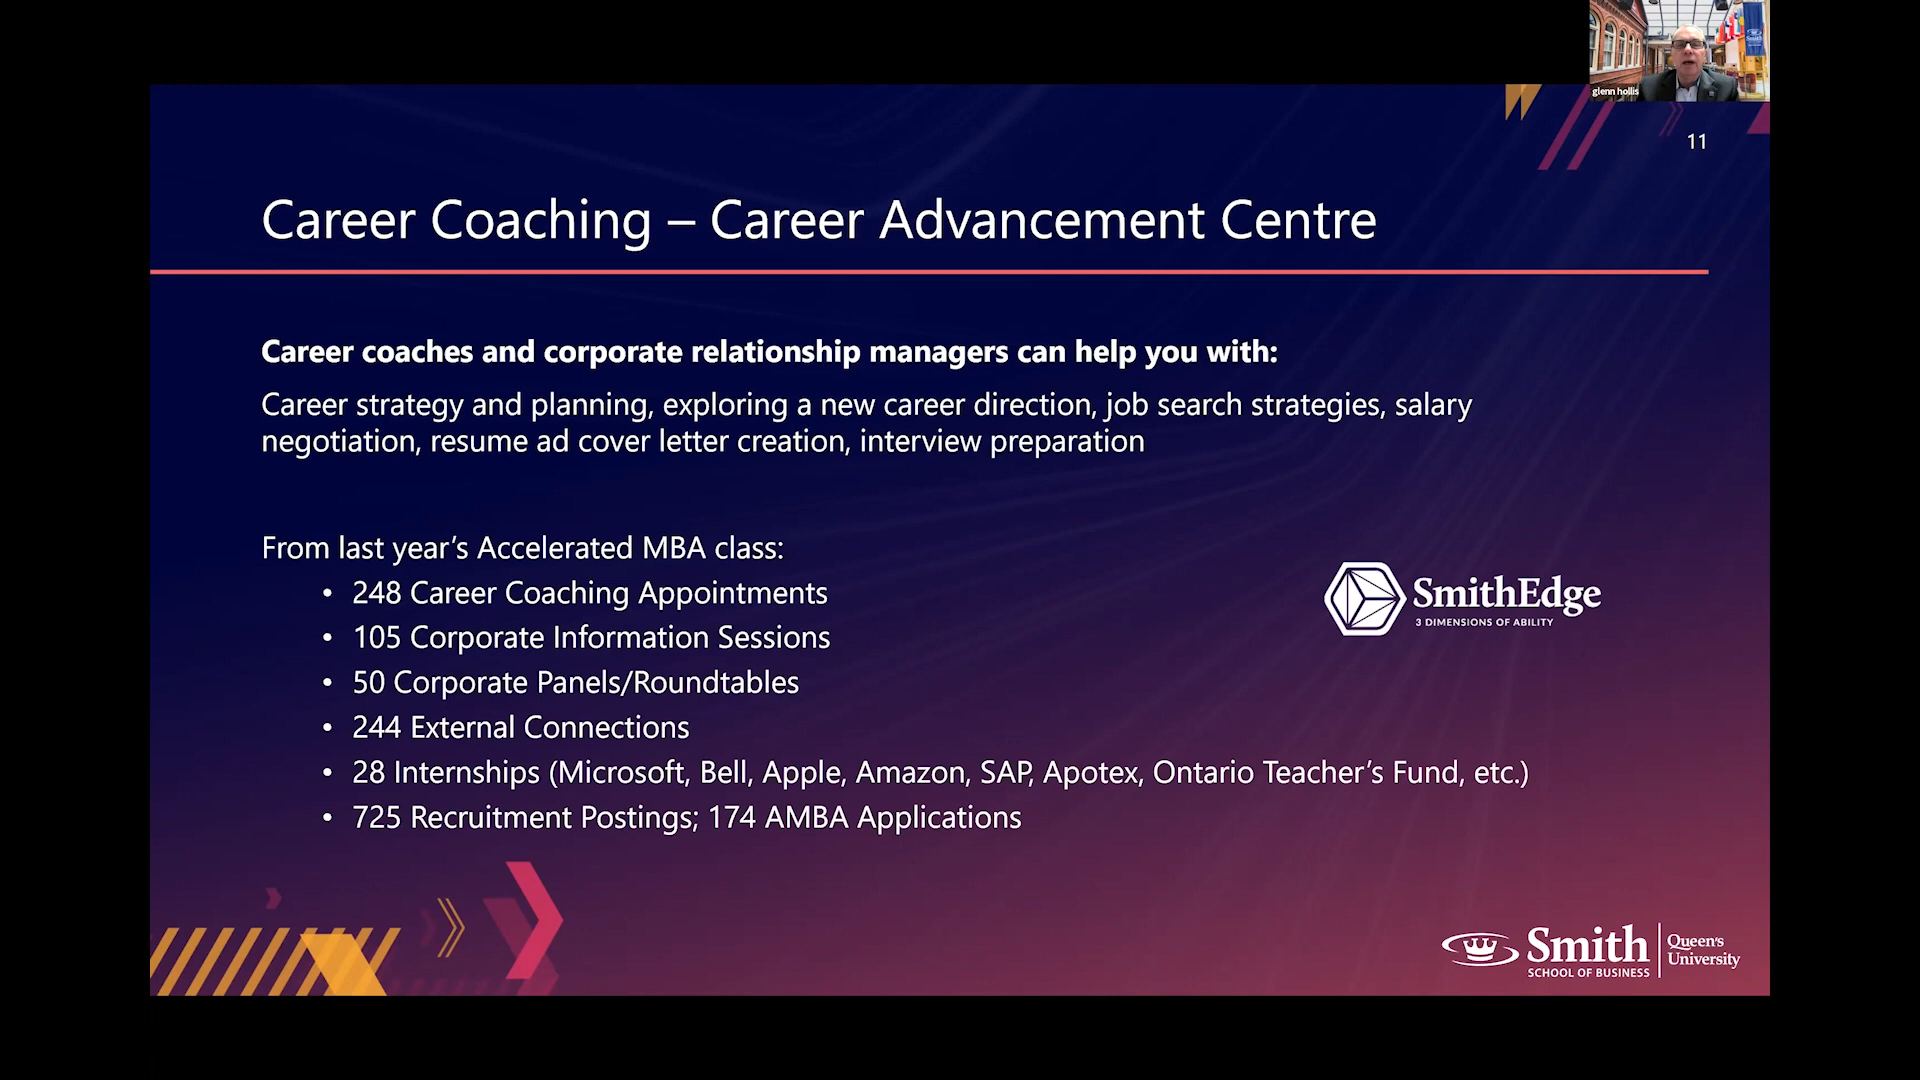 glenn hollis
Smith
11
Career Coaching – Career Advancement Centre
Career coaches and corporate relationship managers can help you with:
Career strategy and planning, exploring a new career direction, job search strategies, salary
negotiation, resume ad cover letter creation, interview preparation
From last year’s Accelerated MBA class:
• 248 Career Coaching Appointments
• 105 Corporate Information Sessions
• 50 Corporate Panels/Roundtables
• 244 External Connections
• 28 Internships (Microsoft, Bell, Apple, Amazon, SAP, Apotex, Ontario Teacher’s Fund, etc.)
• 725 Recruitment Postings; 174 AMBA Applications
SmithEdge
3 DIMENSIONS OF ABILITY
Smith
SCHOOL OF BUSINESS
Queen's
University